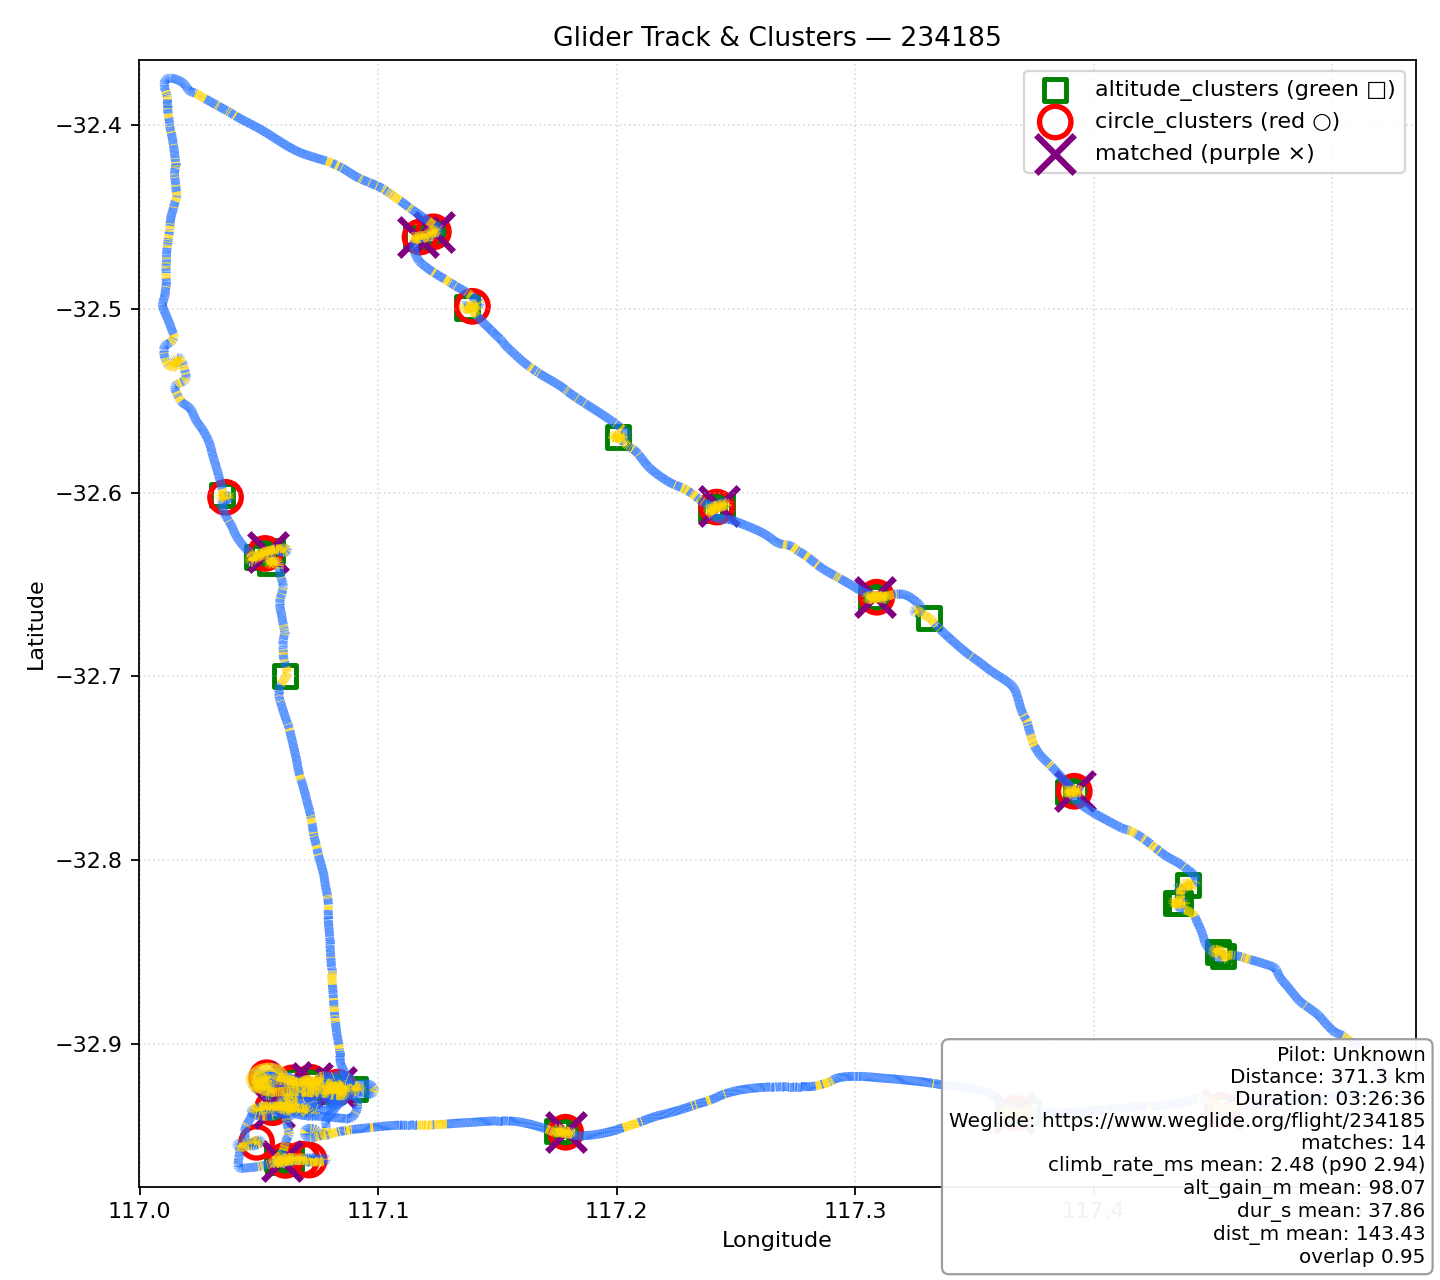 Glider Track & Clusters — 234185
altitude_clusters (green □)
circle_clusters (red ○)
matched (purple ×)
−32.4
−32.5
−32.6
−32.7
−32.8
−32.9
Latitude
117.0
117.1
117.2
117.3
117.4
Longitude
Pilot: Unknown
Distance: 371.3 km
Duration: 03:26:36
Weglide: https://www.weglide.org/flight/234185
matches: 14
climb_rate_ms mean: 2.48 (p90 2.94)
alt_gain_m mean: 98.07
dur_s mean: 37.86
dist_m mean: 143.43
overlap 0.95